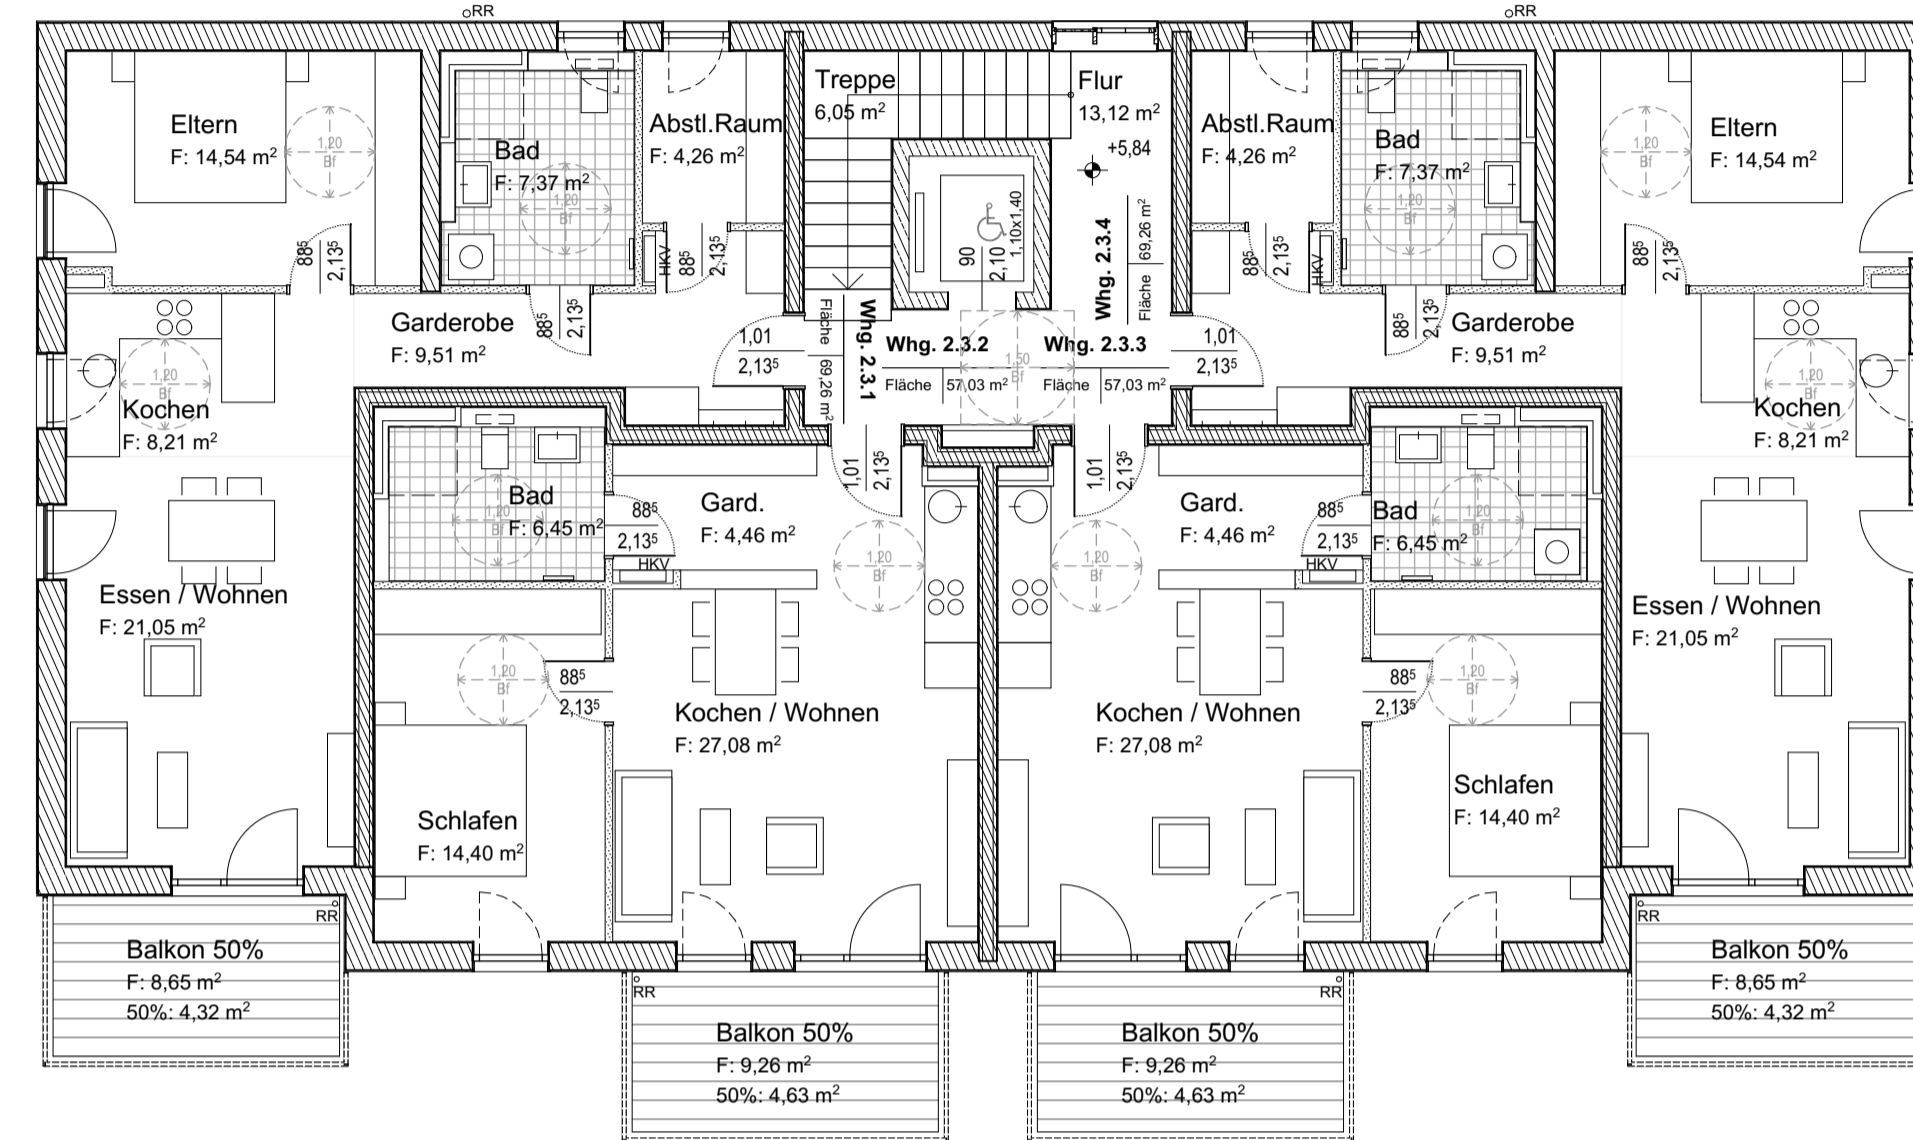 RR
RR
Eltern
F: 14,54 m²
1,20
Bf
Bad
F: 7,37 m²
1,20
Bf
Abstl.Raum
F: 4,26 m²
Treppe
6,05 m²
Flur
13,12 m²
+5,84
Abstl.Raum
F: 4,26 m²
Bad
F: 7,37 m²
1,20
Bf
1,20
Bf
Eltern
F: 14,54 m²
90
2,10
1,10x1,40
88⁵
2,13⁵
HKV
88⁵
2,13⁵
88⁵
2,13⁵
HKV
88⁵
2,13⁵
Garderobe
F: 9,51 m²
88⁵
2,13⁵
1,01
2,13⁵
Whg. 2.3.1
Fläche 69,26 m²
Whg. 2.3.2
Fläche 57,03 m²
Whg. 2.3.3
Fläche 57,03 m²
Whg. 2.3.4
Fläche 69,26 m²
1,50
Bf
1,01
2,13⁵
88⁵
2,13⁵
Garderobe
F: 9,51 m²
1,20
Bf
Kochen
F: 8,21 m²
1,20
Bf
Kochen
F: 8,21 m²
Bad
F: 6,45 m²
1,20
Bf
88⁵
2,13⁵
HKV
Gard.
F: 4,46 m²
1,01
2,13⁵
1,20
Bf
1,01
2,13⁵
1,20
Bf
Gard.
F: 4,46 m²
88⁵
2,13⁵
HKV
Bad
F: 6,45 m²
1,20
Bf
Essen / Wohnen
F: 21,05 m²
Essen / Wohnen
F: 21,05 m²
1,20
Bf
88⁵
2,13⁵
Kochen / Wohnen
F: 27,08 m²
Kochen / Wohnen
F: 27,08 m²
88⁵
2,13⁵
1,20
Bf
Schlafen
F: 14,40 m²
Schlafen
F: 14,40 m²
RR
Balkon 50%
F: 8,65 m²
50%: 4,32 m²
RR
Balkon 50%
F: 9,26 m²
50%: 4,63 m²
RR
Balkon 50%
F: 9,26 m²
50%: 4,63 m²
RR
Balkon 50%
F: 8,65 m²
50%: 4,32 m²